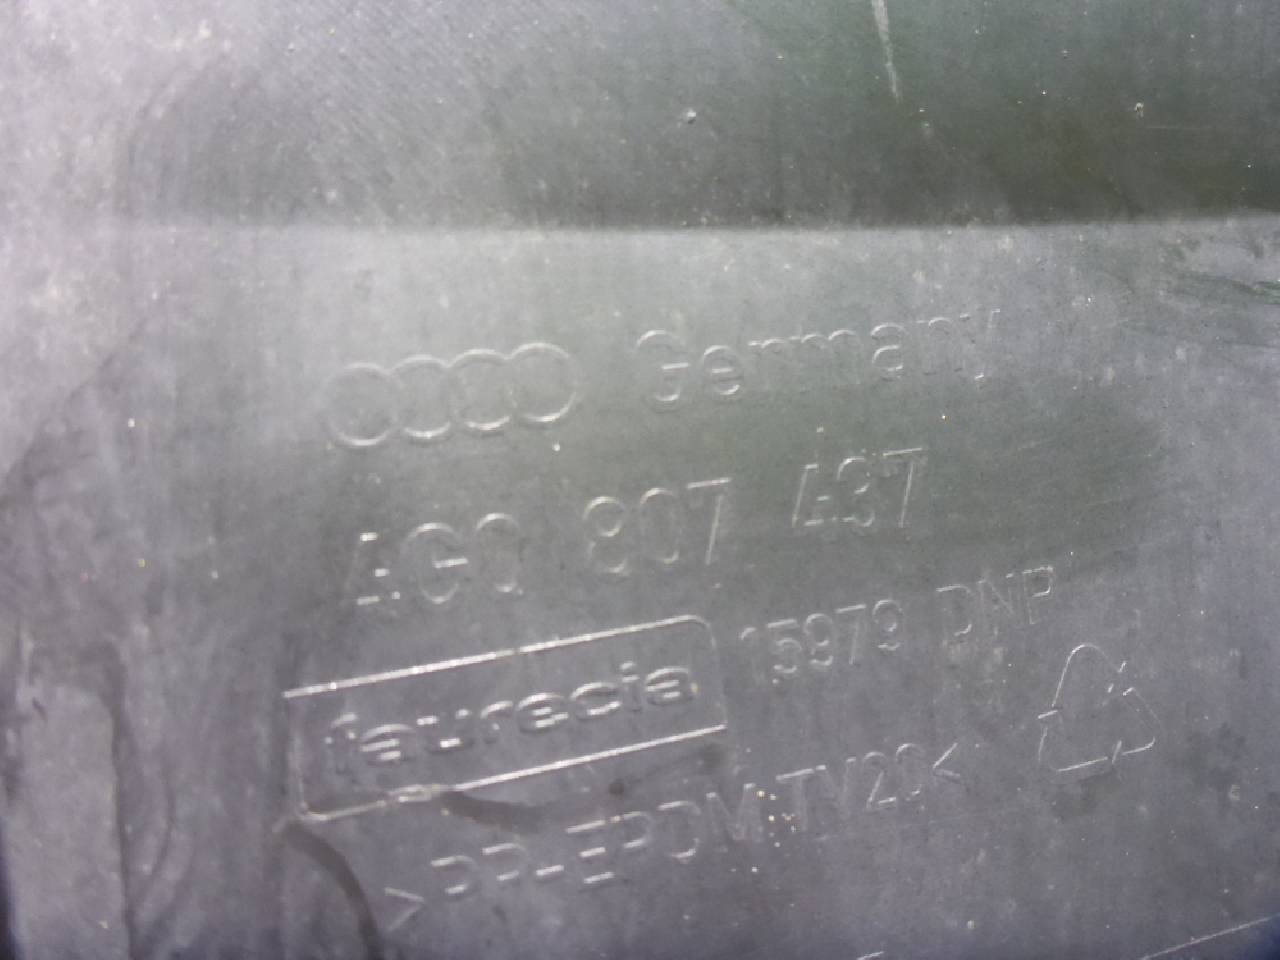 Germany
4G0 807 437
faurecia 15979 DNP
>PP-EPDM-TV20<